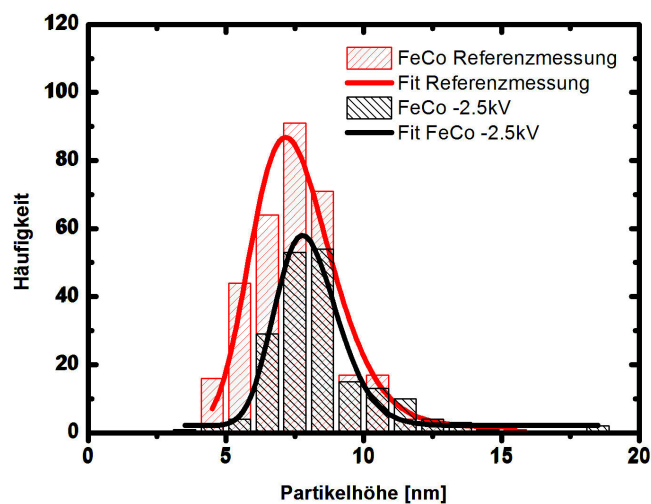 120
100
80
60
40
20
0
Häufigkeit
FeCo Referenzmessung
Fit Referenzmessung
FeCo -2.5kV
Fit FeCo -2.5kV
0 5 10 15 20
Partikelhöhe [nm]